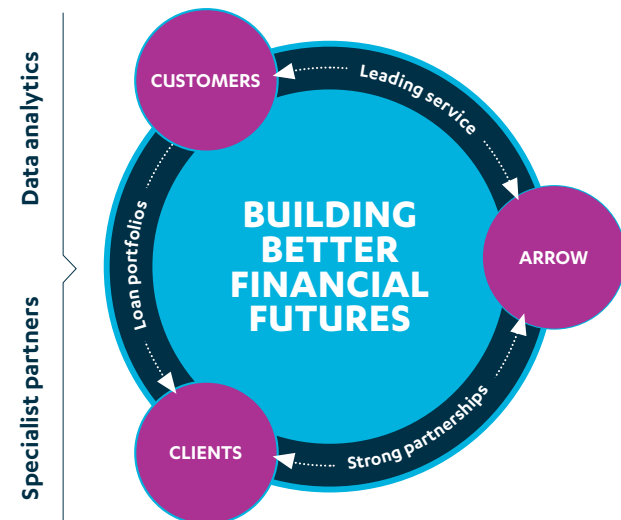 Data analytics
Specialist partners
CUSTOMERS
Leading service
ARROW
Loan portfolios
BUILDING
BETTER
FINANCIAL
FUTURES
CLIENTS
Strong partnerships